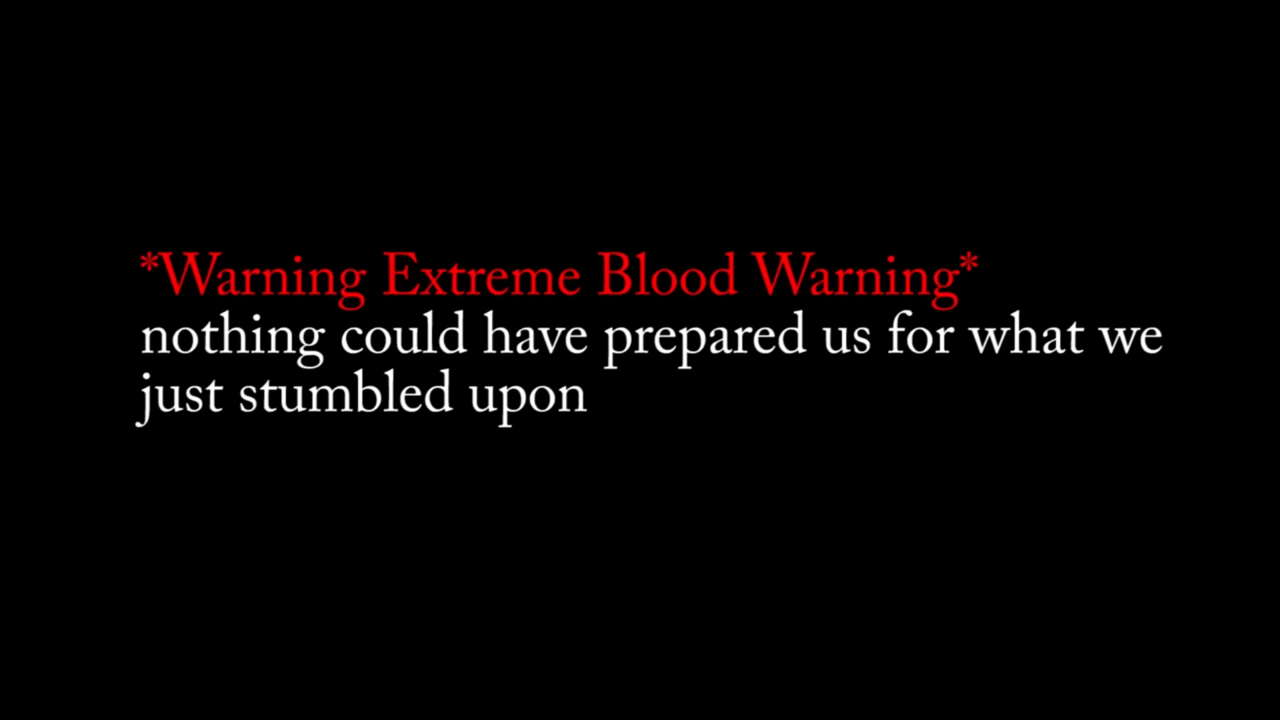 *Warning Extreme Blood Warning*
nothing could have prepared us for what we
just stumbled upon